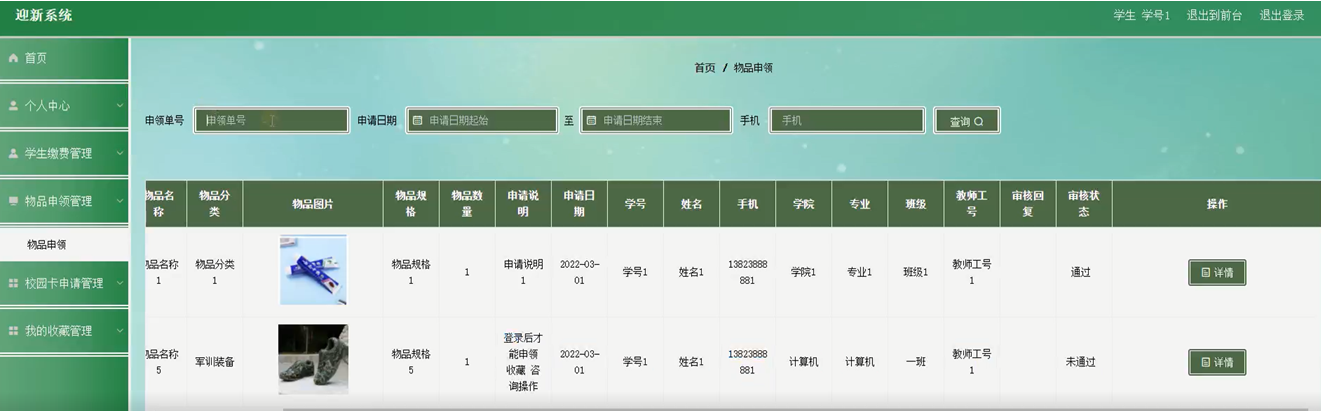 迎新系统
学生 学号1 退出到前台 退出登录
首页
个人中心
学生缴费管理
物品申领管理
物品申领
校园卡申请管理
我的收藏管理
首页 / 物品申领
申领单号 申领单号 申请日期 申请日期起始 至 申请日期结束 手机 手机 查询
物品名称 物品分类 物品图片 物品规格 物品数量 申请说明 申请日期 学号 姓名 手机 学院 专业 班级 教师工号 审核回复 审核状态 操作
物品名称1 物品分类1 物品规格1 1 申请说明1 2022-03-01 学号1 姓名1 13823888881 学院1 专业1 班级1 教师工号1 通过 详情
物品名称5 军训装备 物品规格5 1 登录后才能申领 收藏 咨询操作 2022-03-01 学号1 姓名1 13823888881 计算机 计算机 一班 教师工号1 未通过 详情